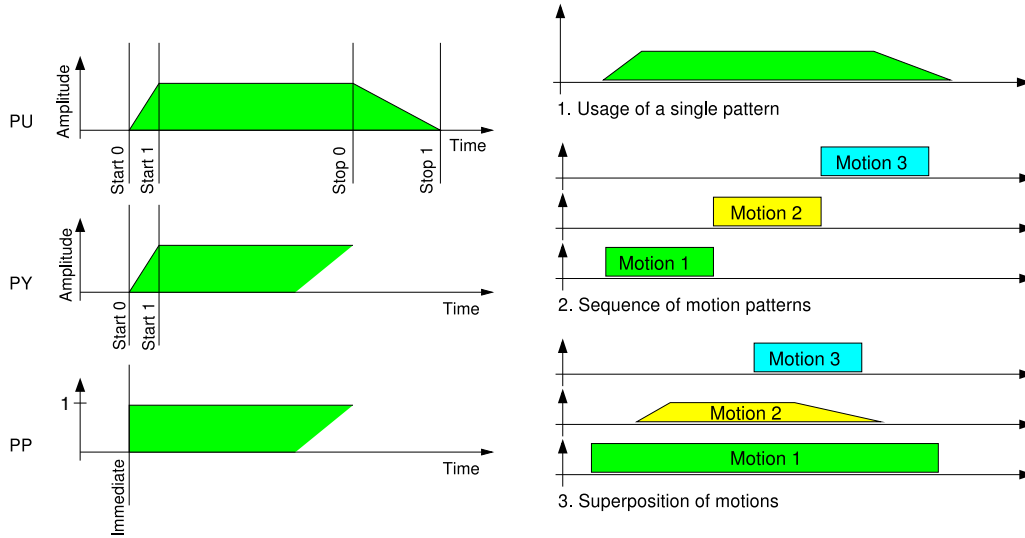 PU
Amplitude
Time
Start 0
Start 1
Stop 0
Stop 1
PY
Amplitude
Time
Start 0
Start 1
PP
1
Time
Immediate
1. Usage of a single pattern
Motion 3
Motion 2
Motion 1
2. Sequence of motion patterns
Motion 3
Motion 2
Motion 1
3. Superposition of motions